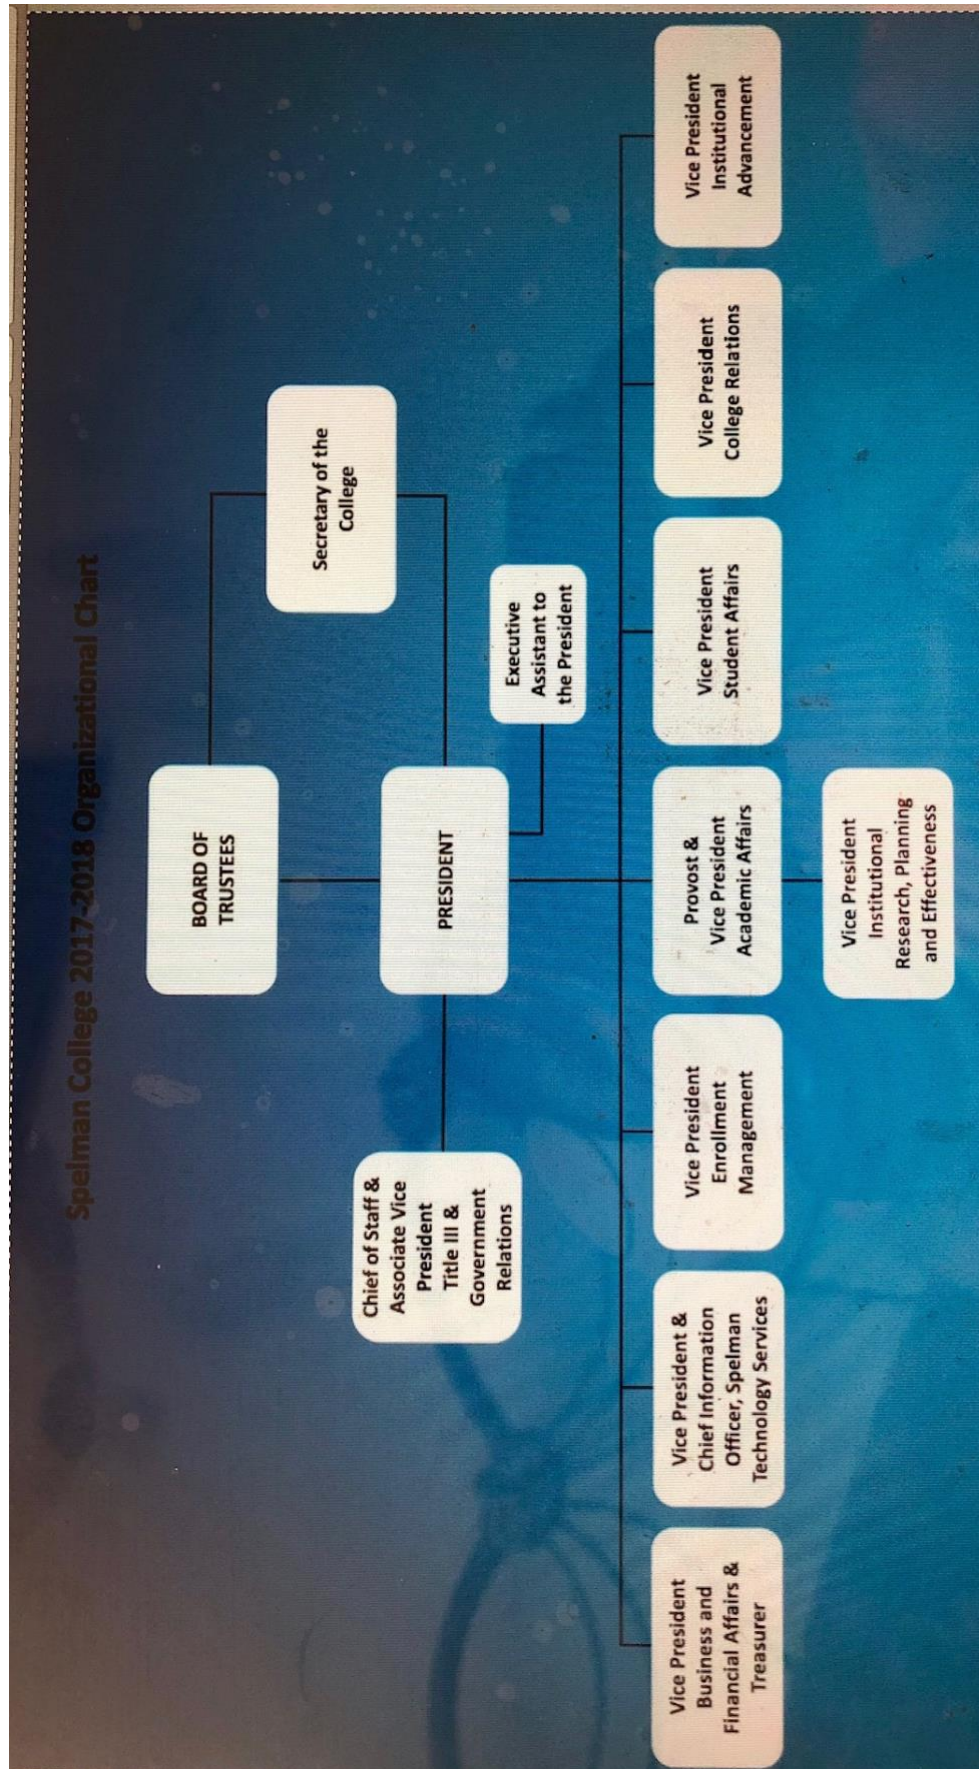 Spelman College 2017-2018 Organizational Chart
BOARD OF
TRUSTEES
Secretary of the
College
Chief of Staff &
Associate Vice
President
Title III &
Government
Relations
PRESIDENT
Executive
Assistant to
the President
Vice President
Business and
Financial Affairs &
Treasurer
Vice President &
Chief Information
Officer, Spelman
Technology Services
Vice President
Enrollment
Management
Provost &
Vice President
Academic Affairs
Vice President
Student Affairs
Vice President
College Relations
Vice President
Institutional
Advancement
Vice President
Institutional
Research, Planning
and Effectiveness